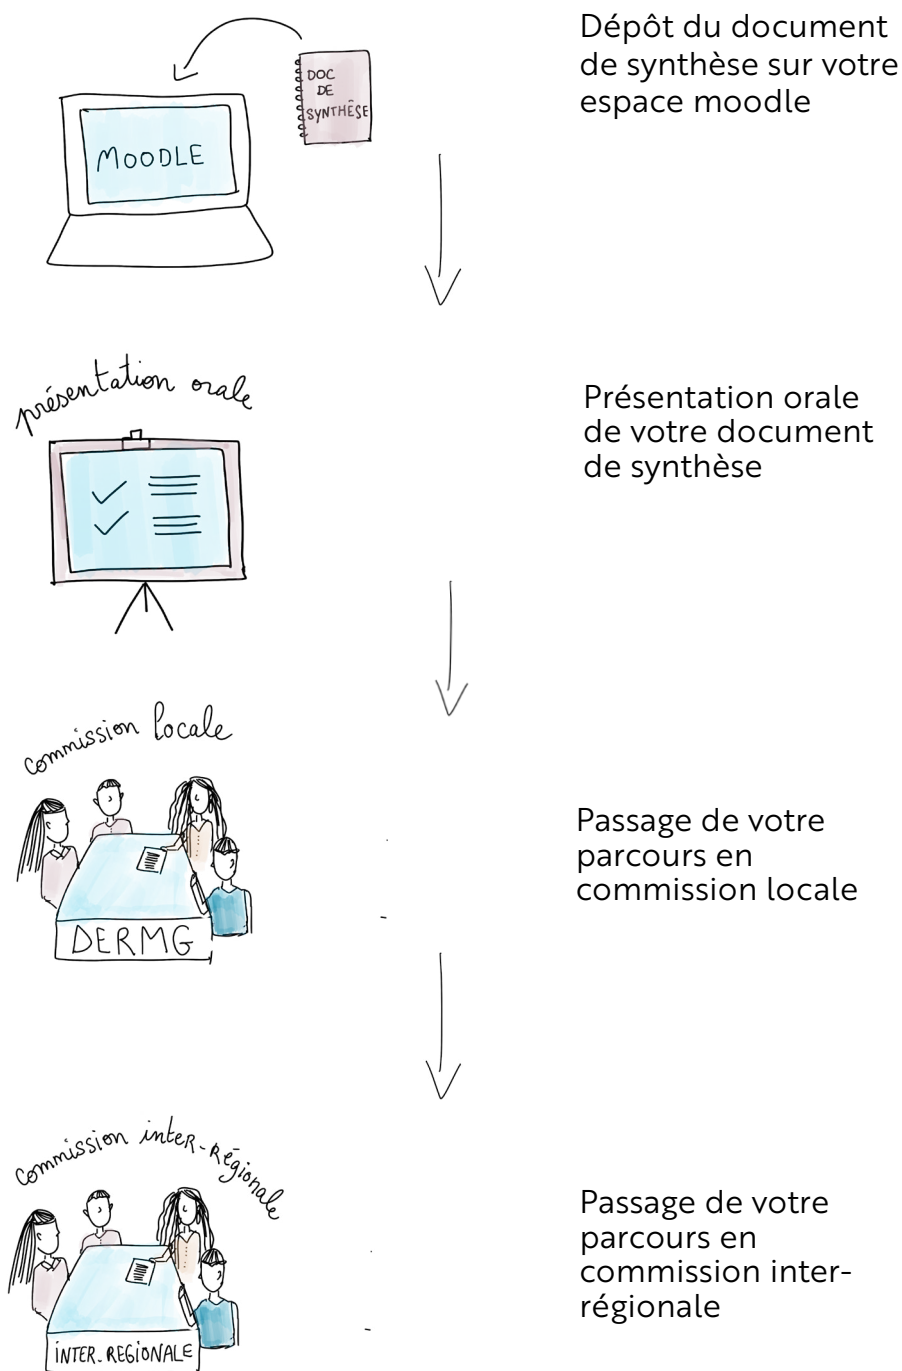 Dépôt du document
de synthèse sur votre
espace moodle
DOC
DE
SYNTHÈSE
MOODLE
présentation orale
Présentation orale
de votre document
de synthèse
commission locale
Passage de votre
parcours en
commission locale
DERMG
commission inter-régionale
Passage de votre
parcours en
commission inter-
régionale
INTER-REGIONALE